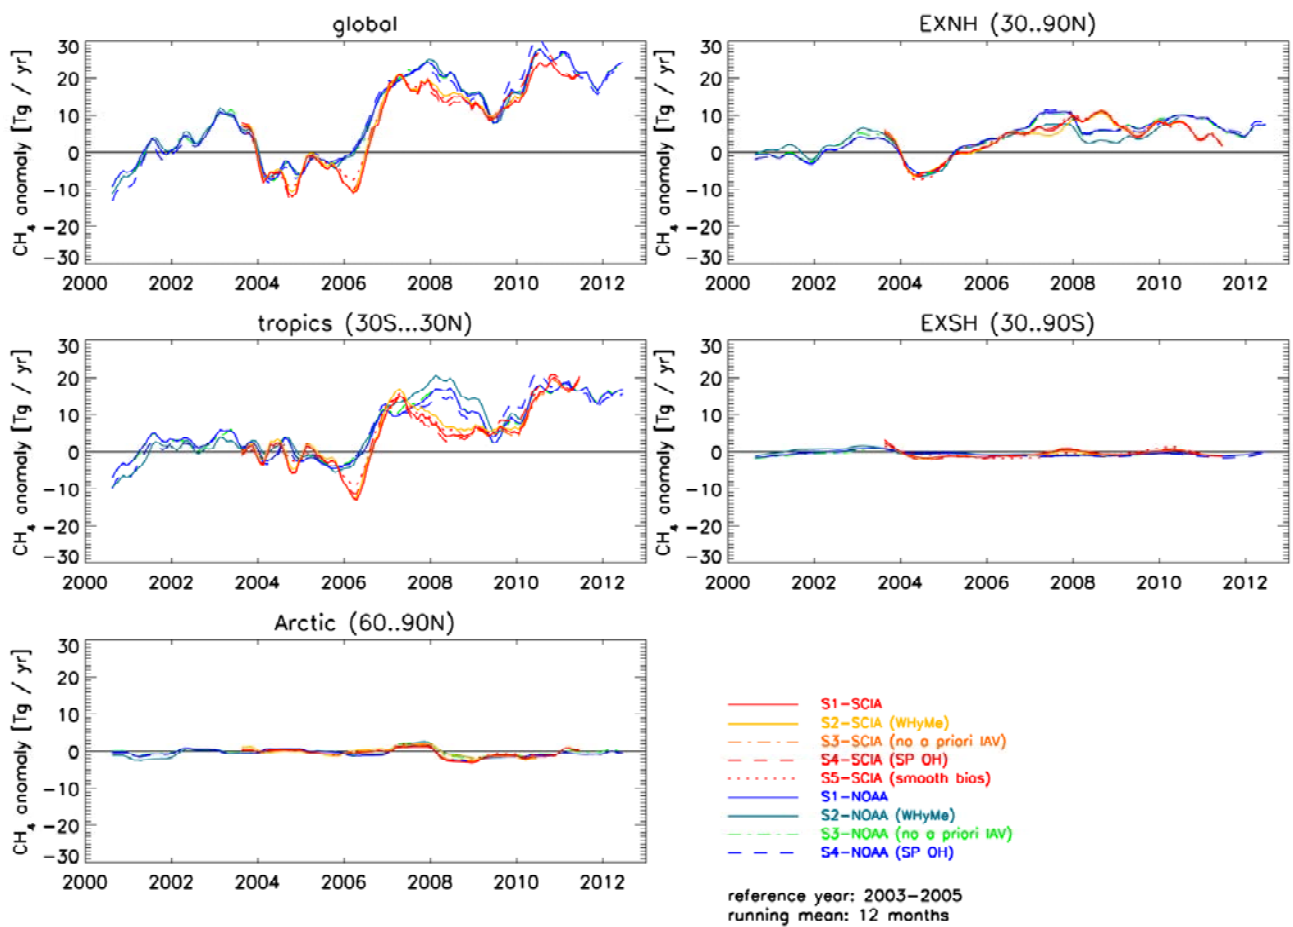 global
CH4 anomaly [Tg / yr]
30
20
10
0
−10
−20
−30
2000 2002 2004 2006 2008 2010 2012
EXNH (30..90N)
CH4 anomaly [Tg / yr]
30
20
10
0
−10
−20
−30
2000 2002 2004 2006 2008 2010 2012
tropics (30S...30N)
CH4 anomaly [Tg / yr]
30
20
10
0
−10
−20
−30
2000 2002 2004 2006 2008 2010 2012
EXSH (30..90S)
CH4 anomaly [Tg / yr]
30
20
10
0
−10
−20
−30
2000 2002 2004 2006 2008 2010 2012
Arctic (60..90N)
CH4 anomaly [Tg / yr]
30
20
10
0
−10
−20
−30
2000 2002 2004 2006 2008 2010 2012
S1−SCIA
S2−SCIA (WHyMe)
S3−SCIA (no a priori IAV)
S4−SCIA (SP OH)
S5−SCIA (smooth bias)
S1−NOAA
S2−NOAA (WHyMe)
S3−NOAA (no a priori IAV)
S4−NOAA (SP OH)
reference year: 2003−2005
running mean: 12 months